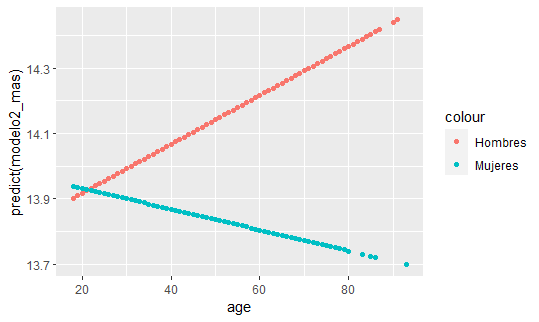 predict(modelo2_mas)
14.3
14.1
13.9
13.7
20 40 60 80
age
colour
Hombres
Mujeres